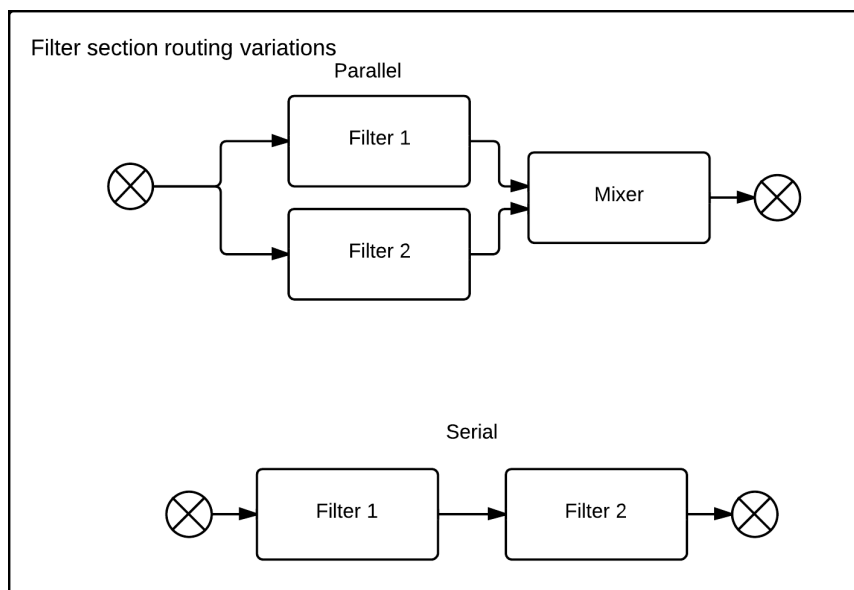 Filter section routing variations
Parallel
Filter 1
Filter 2
Mixer
Serial
Filter 1
Filter 2